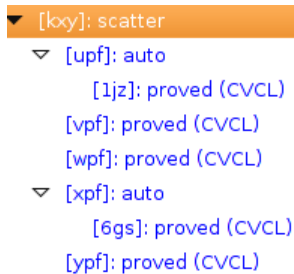 [kxy]: scatter
[upf]: auto
[1jz]: proved (CVCL)
[vpf]: proved (CVCL)
[wpf]: proved (CVCL)
[xpf]: auto
[6gs]: proved (CVCL)
[ypf]: proved (CVCL)